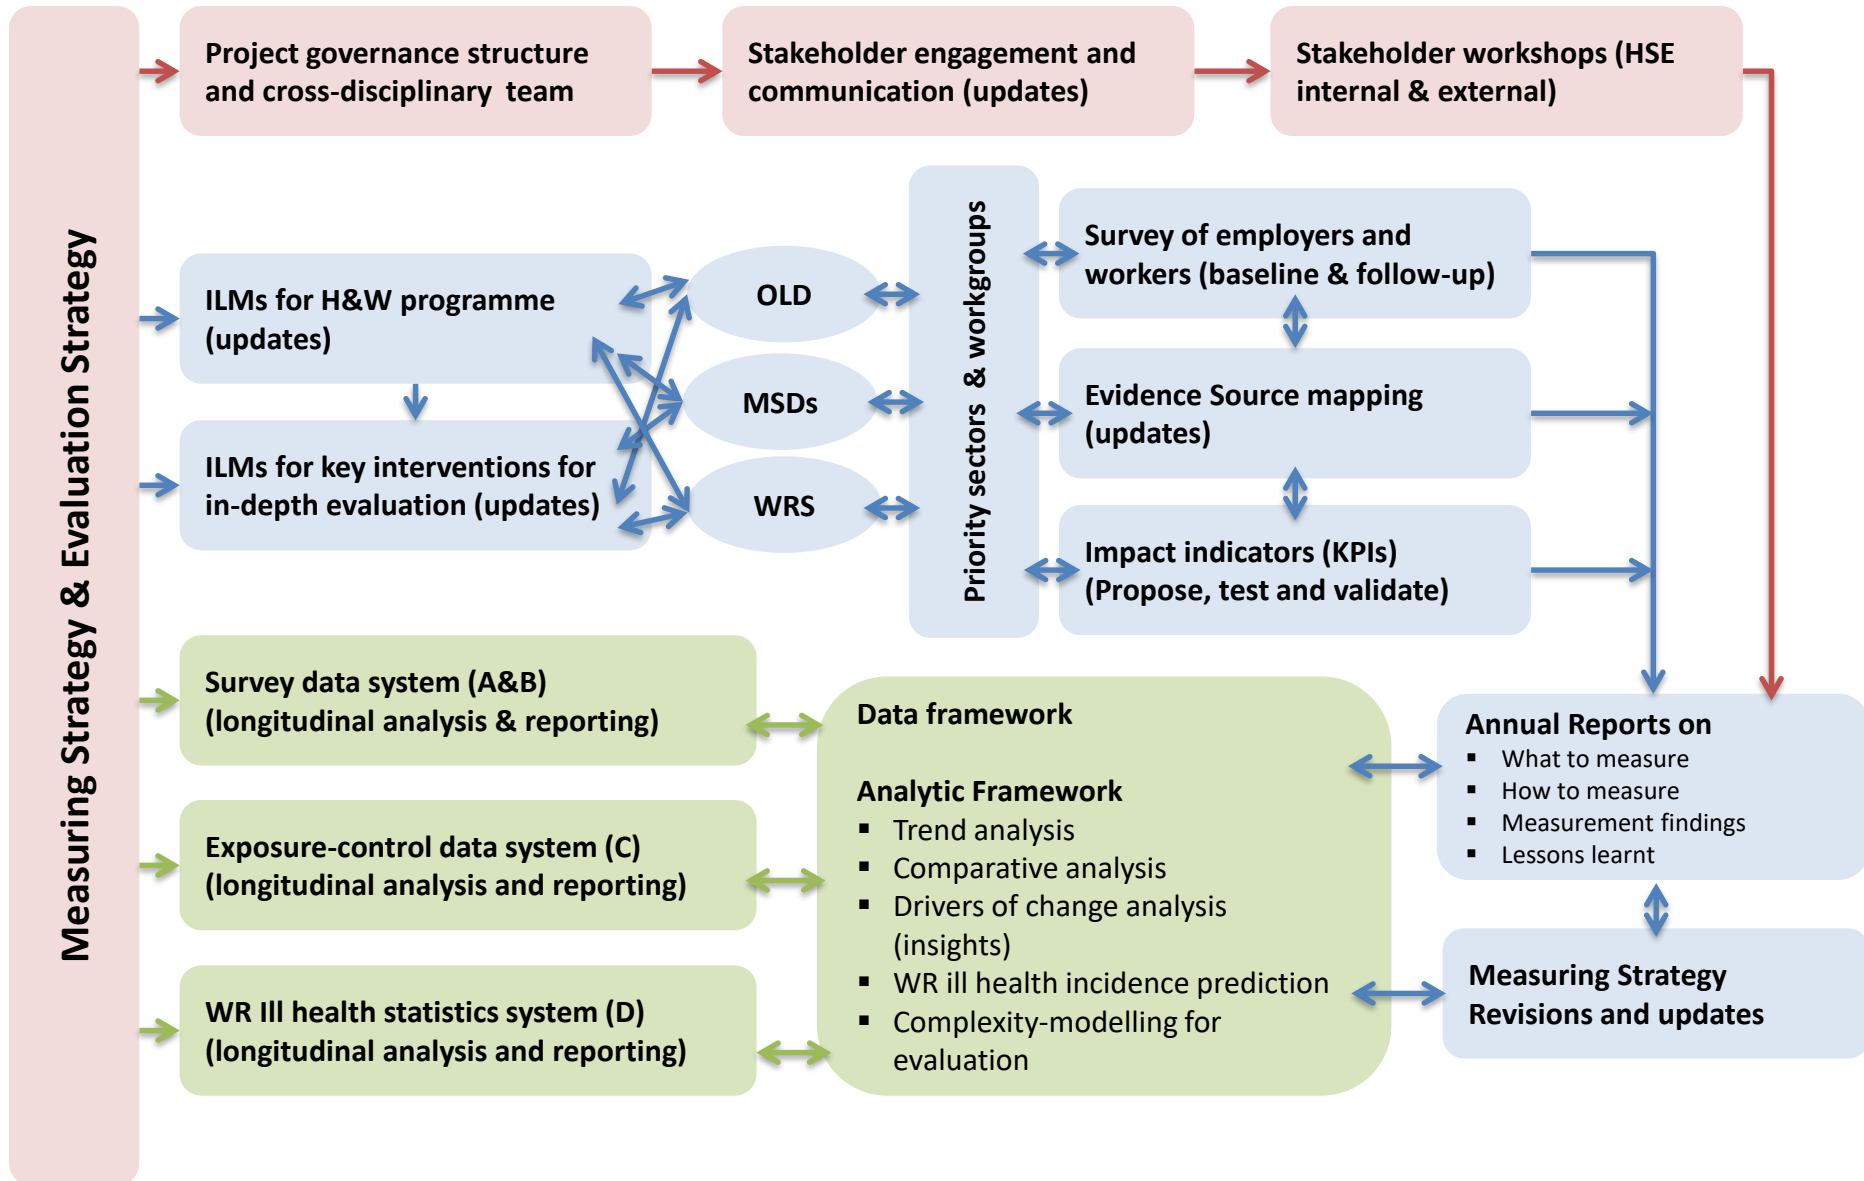 Measuring Strategy & Evaluation Strategy
Project governance structure
and cross-disciplinary team
Stakeholder engagement and
communication (updates)
Stakeholder workshops (HSE
internal & external)
ILMs for H&W programme
(updates)
ILMs for key interventions for
in-depth evaluation (updates)
OLD
MSDs
WRS
Priority sectors & workgroups
Survey of employers and
workers (baseline & follow-up)
Evidence Source mapping
(updates)
Impact indicators (KPIs)
(Propose, test and validate)
Survey data system (A&B)
(longitudinal analysis & reporting)
Exposure-control data system (C)
(longitudinal analysis and reporting)
WR Ill health statistics system (D)
(longitudinal analysis and reporting)
Data framework
Analytic Framework
▪ Trend analysis
▪ Comparative analysis
▪ Drivers of change analysis
(insights)
▪ WR ill health incidence prediction
▪ Complexity-modelling for
evaluation
Annual Reports on
▪ What to measure
▪ How to measure
▪ Measurement findings
▪ Lessons learnt
Measuring Strategy
Revisions and updates